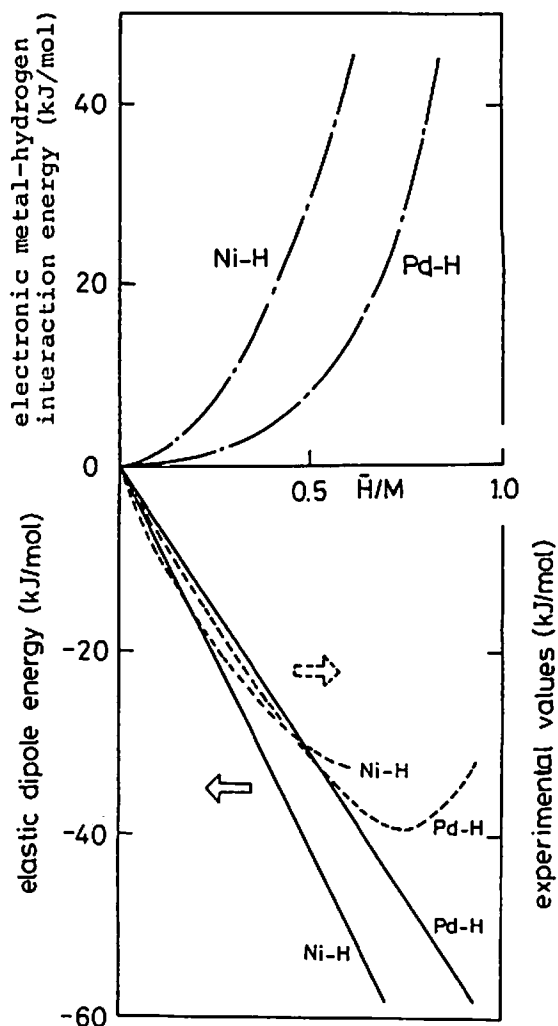 electronic metal-hydrogen
interaction energy (kJ/mol)
40
20
0
Ni-H
Pd-H
0.5
H̄/M
1.0
elastic dipole energy (kJ/mol)
-20
-40
-60
experimental values (kJ/mol)
Ni-H
Pd-H
Ni-H
Pd-H